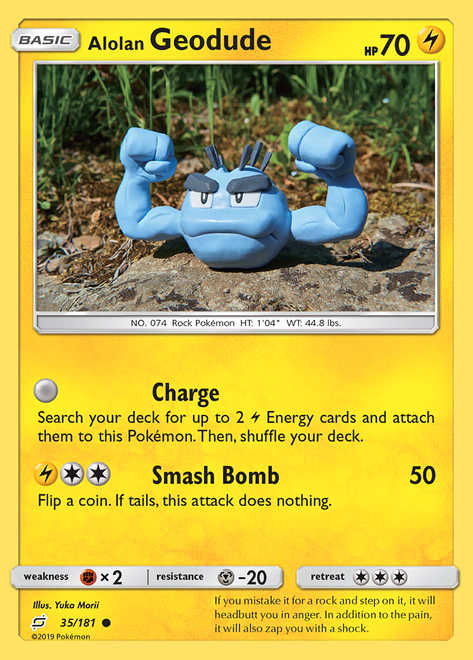 BASIC Alolan Geodude HP 70
NO. 074 Rock Pokémon HT: 1'04" WT: 44.8 lbs.
Charge
Search your deck for up to 2 Energy cards and attach
them to this Pokémon. Then, shuffle your deck.
Smash Bomb 50
Flip a coin. If tails, this attack does nothing.
weakness × 2 resistance -20 retreat
Illus. Yuka Morii
35/181
©2019 Pokémon
If you mistake it for a rock and step on it, it will
headbutt you in anger. In addition to the pain,
it will also zap you with a shock.